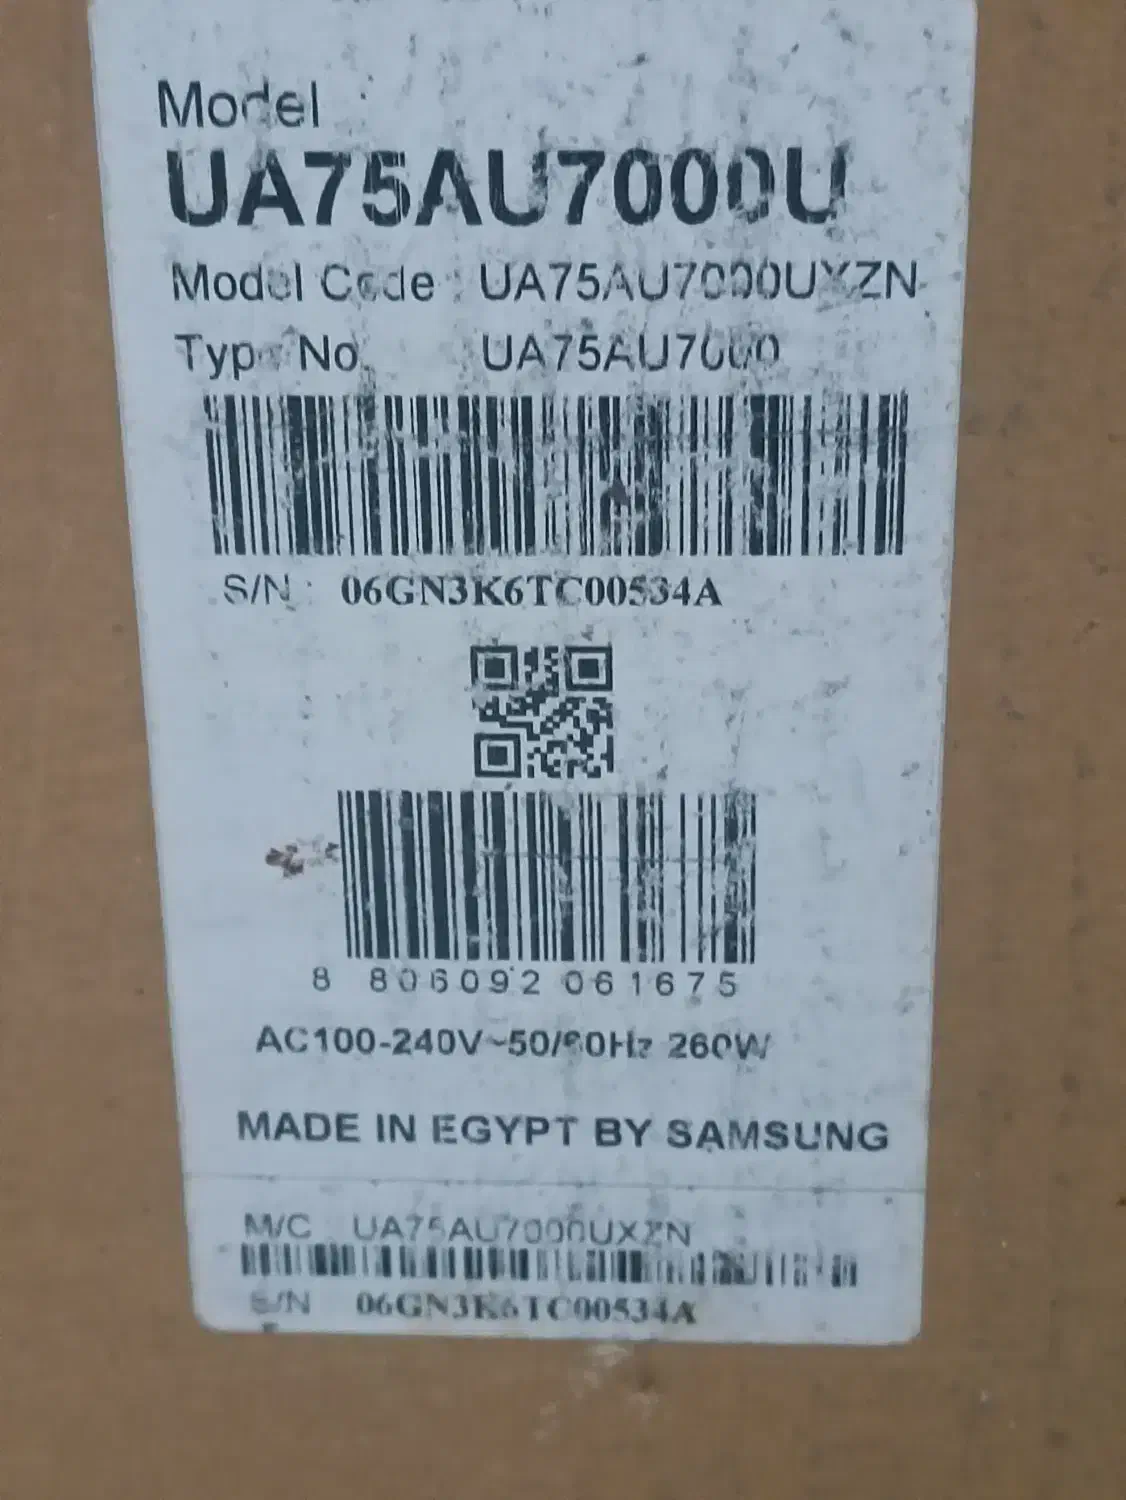 Model :
UA75AU7000U
Model Code : UA75AU7000UXZN
Type No. UA75AU7000
S/N : 06GN3K6TC00534A
8 806092 061675
AC100-240V~50/60Hz 260W
MADE IN EGYPT BY SAMSUNG
M/C UA75AU7000UXZN
S/N 06GN3K6TC00534A